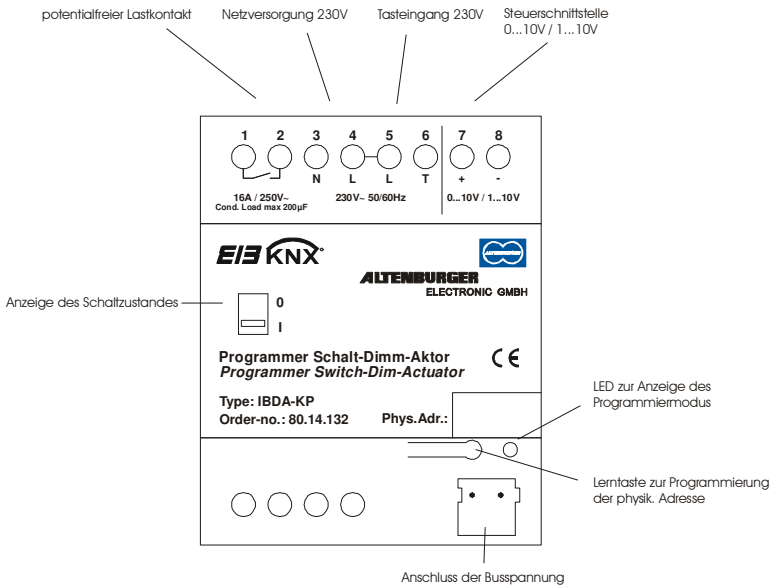 potentialfreier Lastkontakt
Netzversorgung 230V
Tasteingang 230V
Steuerschnittstelle
0...10V / 1...10V
1 2 3 4 5 6 7 8
N L L T + -
16A / 250V~
Cond. Load max 200µF
230V~ 50/60Hz
0...10V / 1...10V
EIB KNX
ALTENBURGER
ELECTRONIC GMBH
Anzeige des Schaltzustandes
0
I
Programmer Schalt-Dimm-Aktor
CE
Programmer Switch-Dim-Actuator
Type: IBDA-KP
Order-no.: 80.14.132
Phys.Adr.:
LED zur Anzeige des
Programmiermodus
Lerntaste zur Programmierung
der physik. Adresse
Anschluss der Busspannung